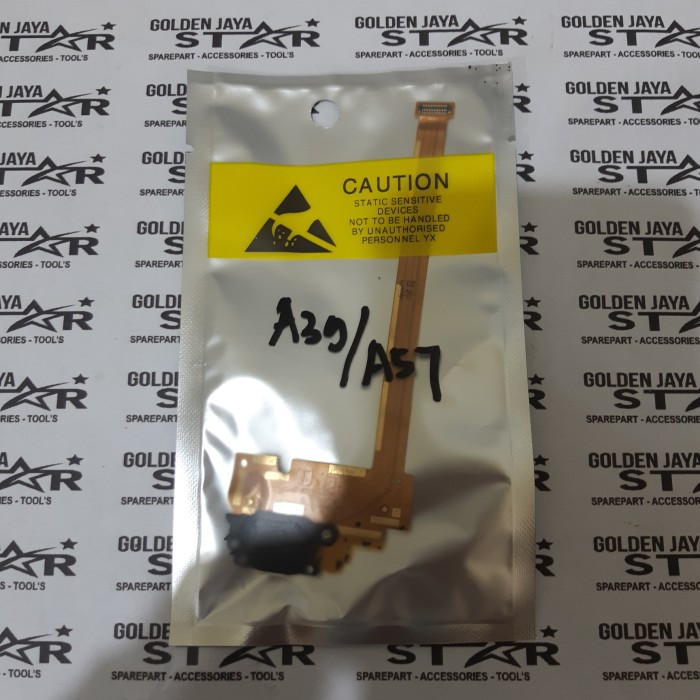 GOLDEN JAYA
STAR
SPAREPART - ACCESSORIES - TOOL'S
CAUTION
STATIC SENSITIVE
DEVICES
NOT TO BE HANDLED
BY UNAUTHORISED
PERSONNEL YX
A39/A57